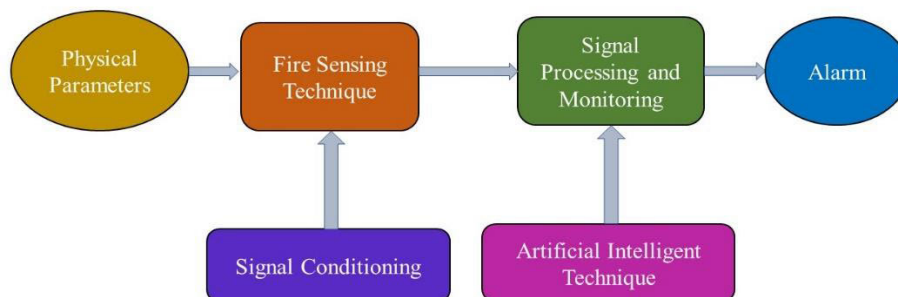 Physical
Parameters
Fire Sensing
Technique
Signal
Processing and
Monitoring
Alarm
Signal Conditioning
Artificial Intelligent
Technique